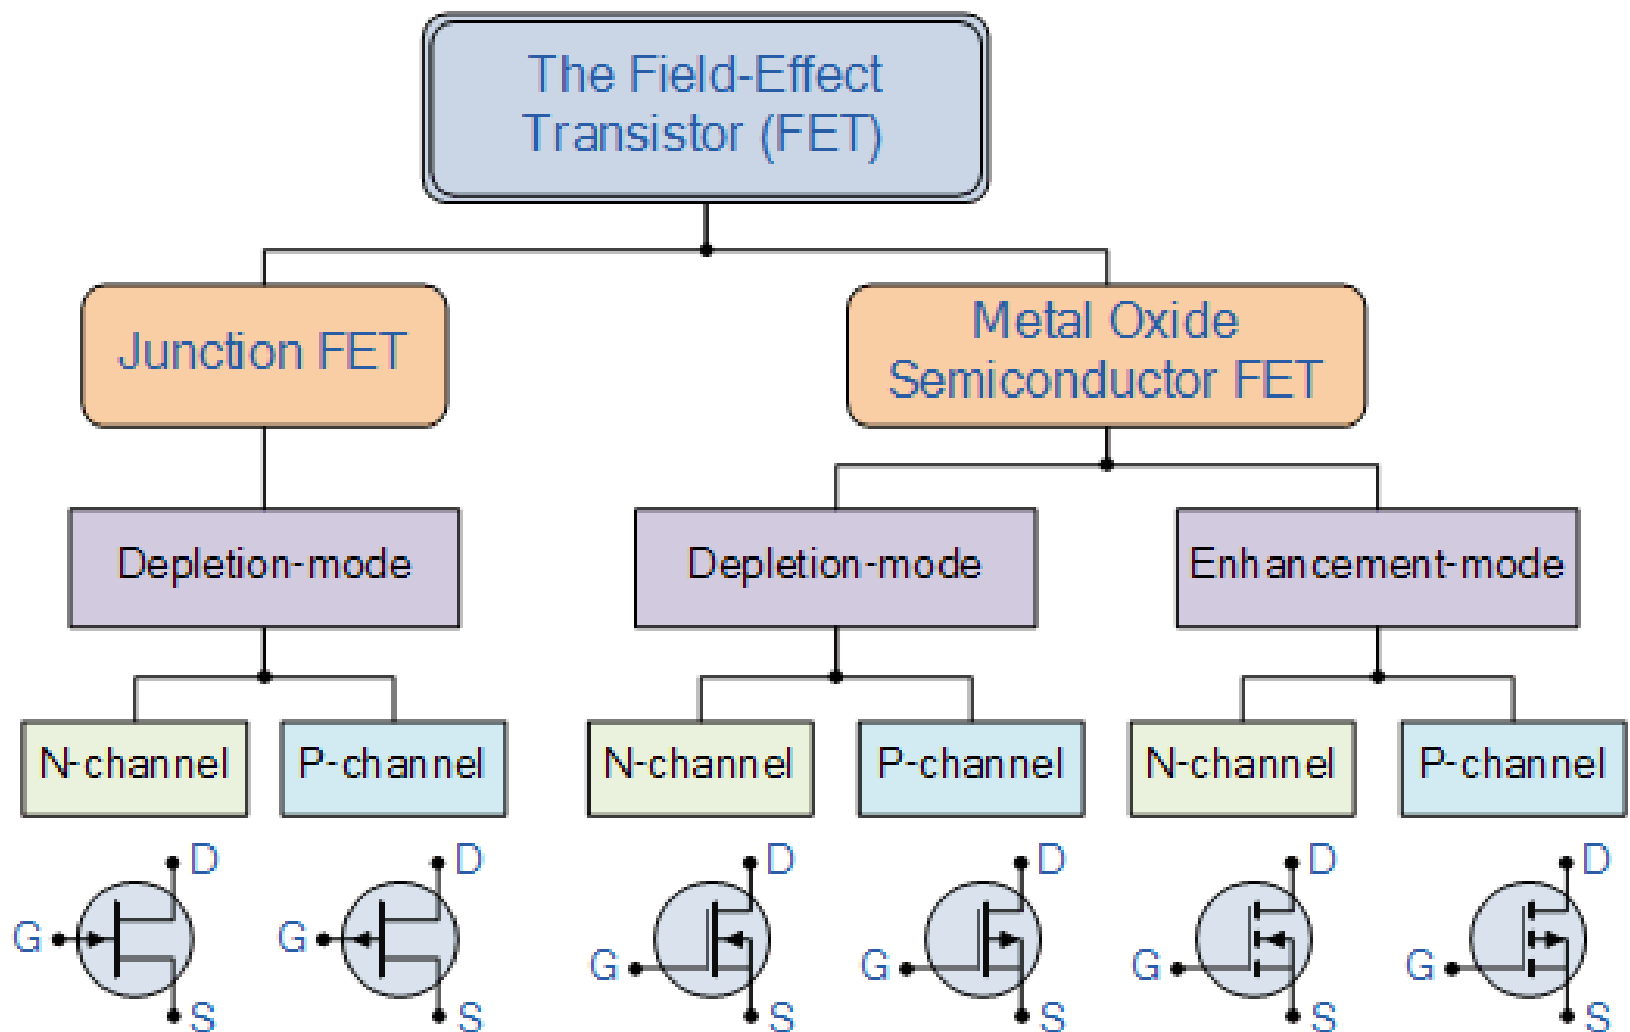 The Field-Effect
Transistor (FET)
Junction FET
Metal Oxide
Semiconductor FET
Depletion-mode
Depletion-mode
Enhancement-mode
N-channel
P-channel
N-channel
P-channel
N-channel
P-channel
D
G
S
D
G
S
D
G
S
D
G
S
D
G
S
D
G
S